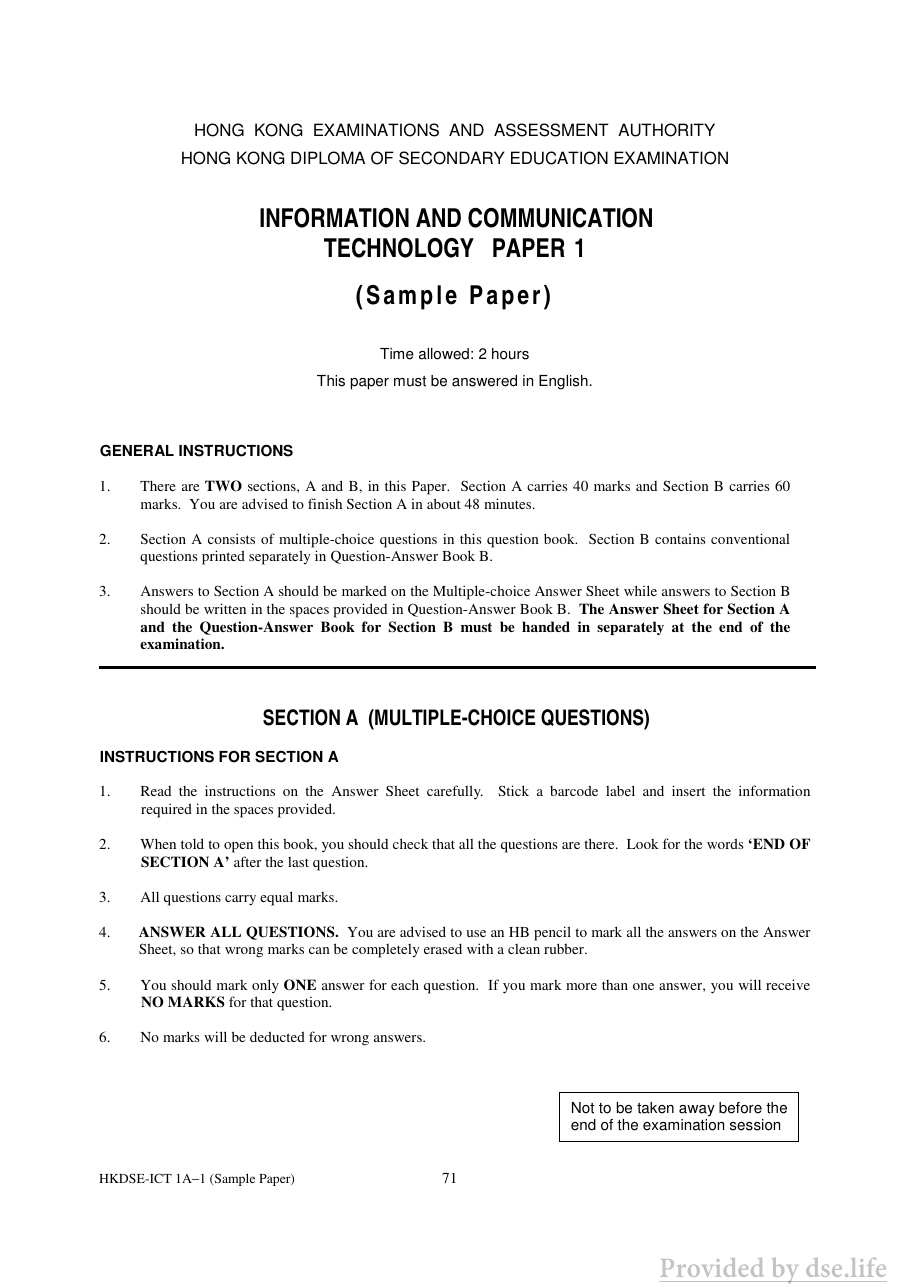 HONG KONG EXAMINATIONS AND ASSESSMENT AUTHORITY
HONG KONG DIPLOMA OF SECONDARY EDUCATION EXAMINATION
INFORMATION AND COMMUNICATION
TECHNOLOGY PAPER 1
(Sample Paper)
Time allowed: 2 hours
This paper must be answered in English.
GENERAL INSTRUCTIONS
1. There are TWO sections, A and B, in this Paper. Section A carries 40 marks and Section B carries 60
marks. You are advised to finish Section A in about 48 minutes.
2. Section A consists of multiple-choice questions in this question book. Section B contains conventional
questions printed separately in Question-Answer Book B.
3. Answers to Section A should be marked on the Multiple-choice Answer Sheet while answers to Section B
should be written in the spaces provided in Question-Answer Book B. The Answer Sheet for Section A
and the Question-Answer Book for Section B must be handed in separately at the end of the
examination.
SECTION A (MULTIPLE-CHOICE QUESTIONS)
INSTRUCTIONS FOR SECTION A
1. Read the instructions on the Answer Sheet carefully. Stick a barcode label and insert the information
required in the spaces provided.
2. When told to open this book, you should check that all the questions are there. Look for the words ‘END OF
SECTION A’ after the last question.
3. All questions carry equal marks.
4. ANSWER ALL QUESTIONS. You are advised to use an HB pencil to mark all the answers on the Answer
Sheet, so that wrong marks can be completely erased with a clean rubber.
5. You should mark only ONE answer for each question. If you mark more than one answer, you will receive
NO MARKS for that question.
6. No marks will be deducted for wrong answers.
Not to be taken away before the
end of the examination session
HKDSE-ICT 1A–1 (Sample Paper) 71
Provided by dse.life